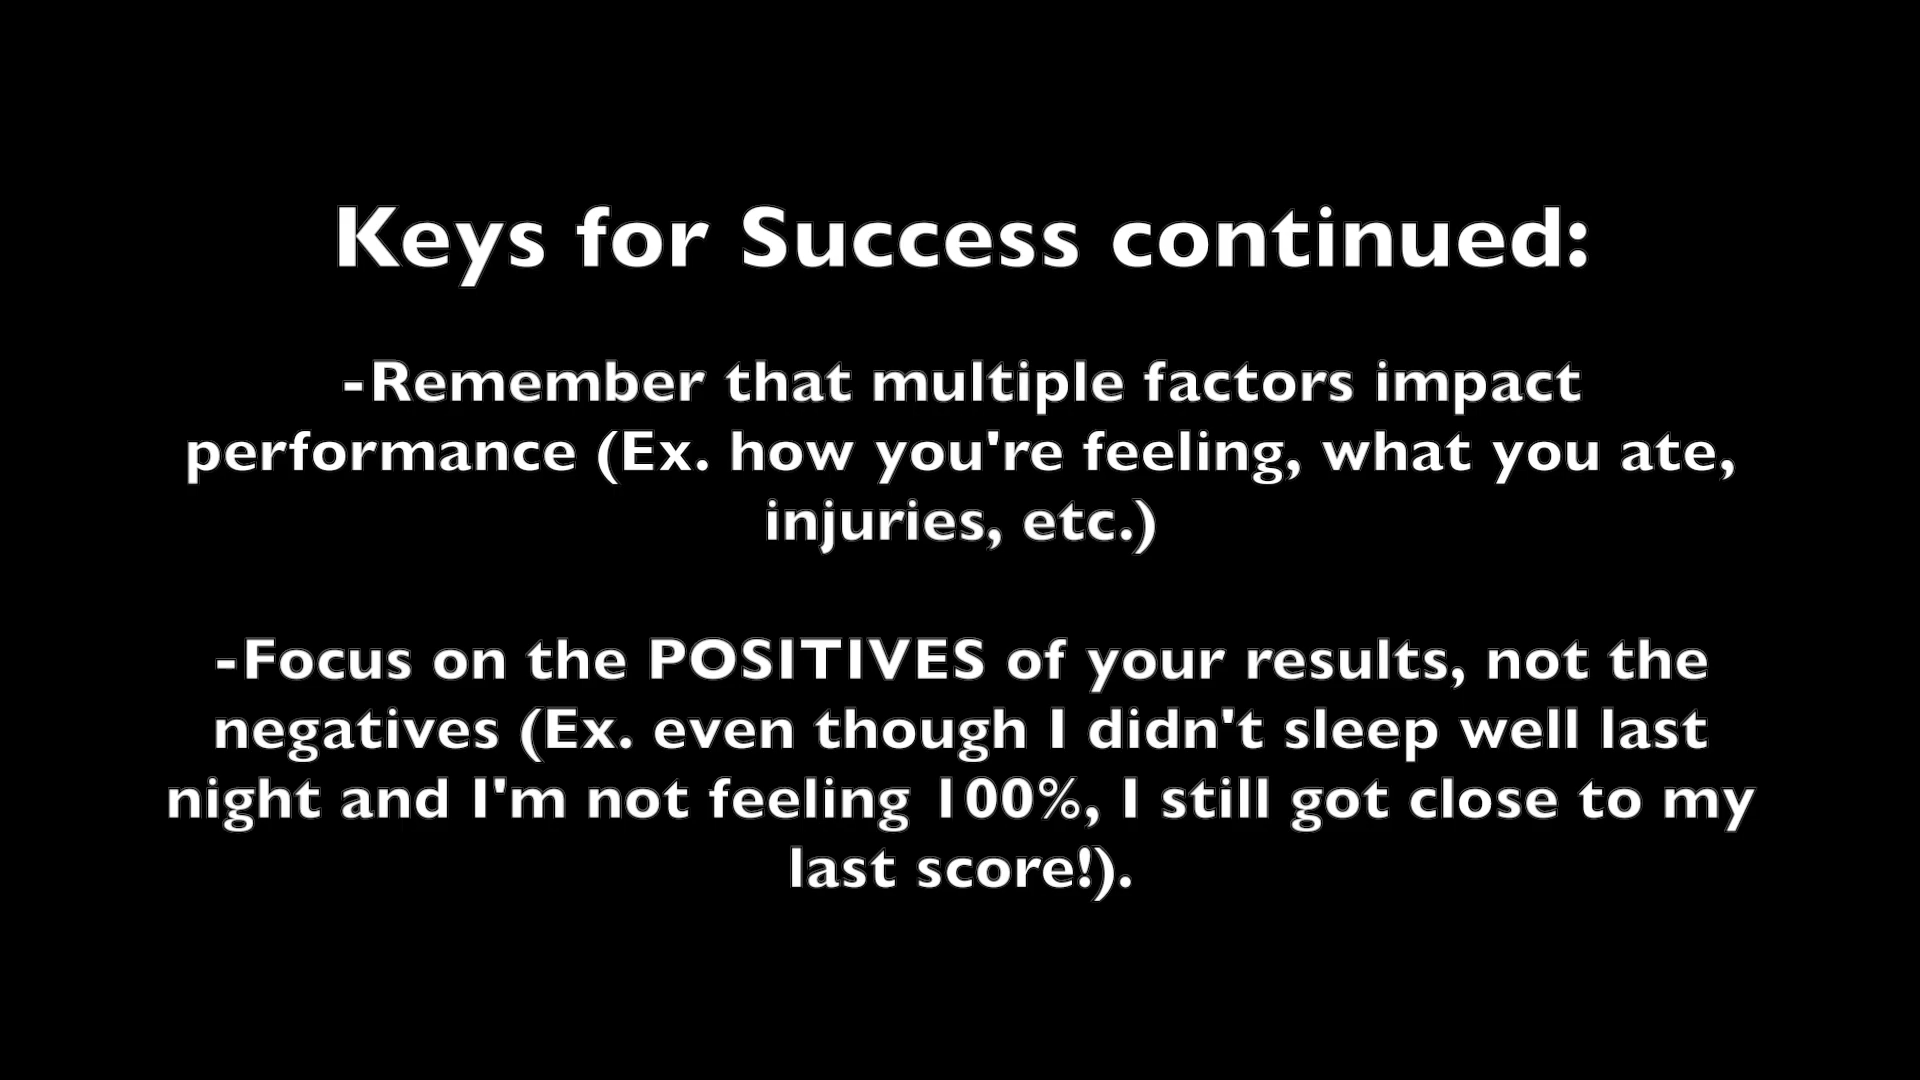 Keys for Success continued:
-Remember that multiple factors impact
performance (Ex. how you're feeling, what you ate,
injuries, etc.)
-Focus on the POSITIVES of your results, not the
negatives (Ex. even though I didn't sleep well last
night and I'm not feeling 100%, I still got close to my
last score!).